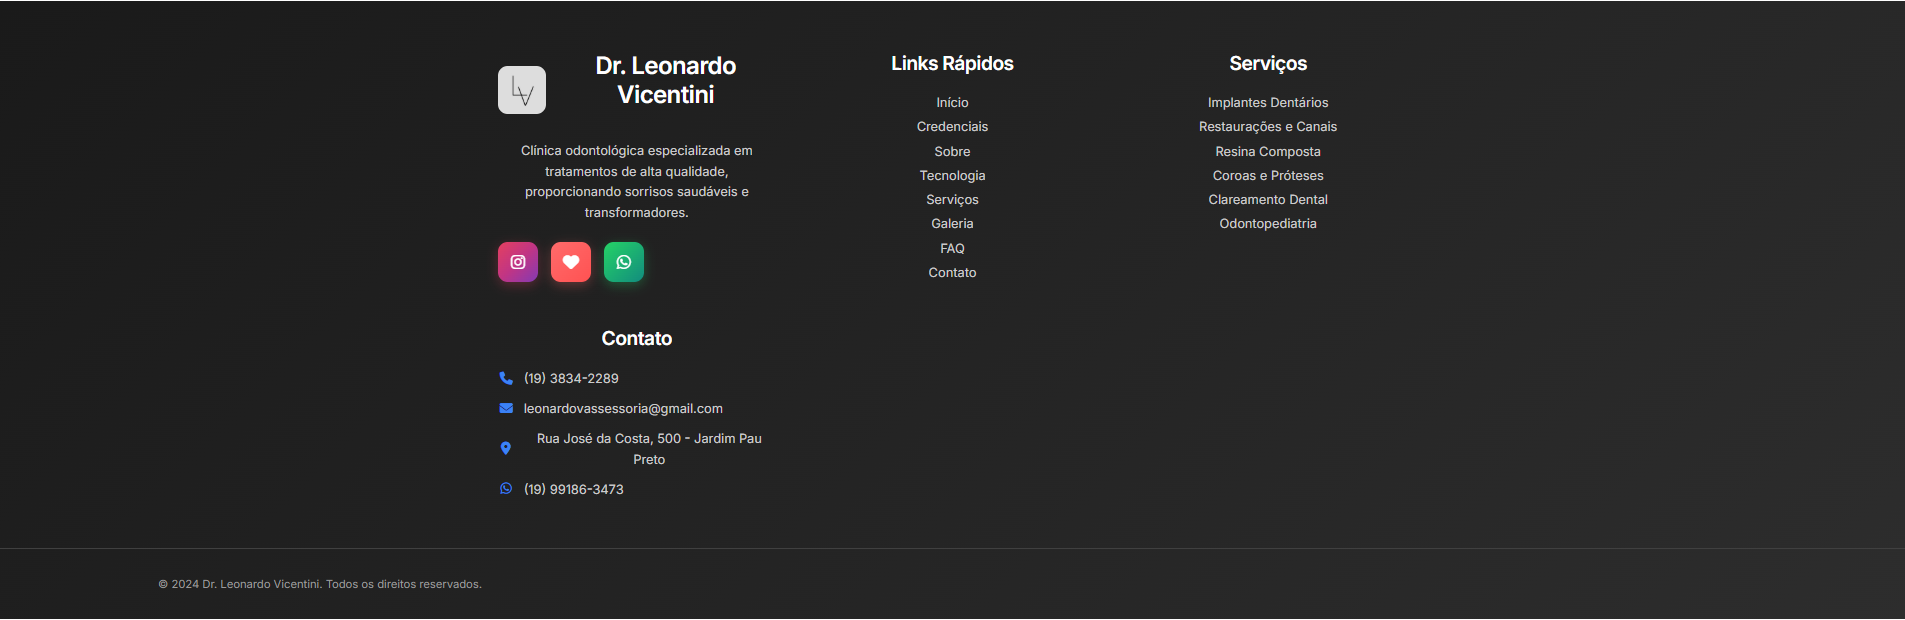 LV
Dr. Leonardo
Vicentini
Clínica odontológica especializada em
tratamentos de alta qualidade,
proporcionando sorrisos saudáveis e
transformadores.
Links Rápidos
Início
Credenciais
Sobre
Tecnologia
Serviços
Galeria
FAQ
Contato
Serviços
Implantes Dentários
Restaurações e Canais
Resina Composta
Coroas e Próteses
Clareamento Dental
Odontopediatria
Contato
(19) 3834-2289
leonardovassessoria@gmail.com
Rua José da Costa, 500 - Jardim Pau
Preto
(19) 99186-3473
© 2024 Dr. Leonardo Vicentini. Todos os direitos reservados.